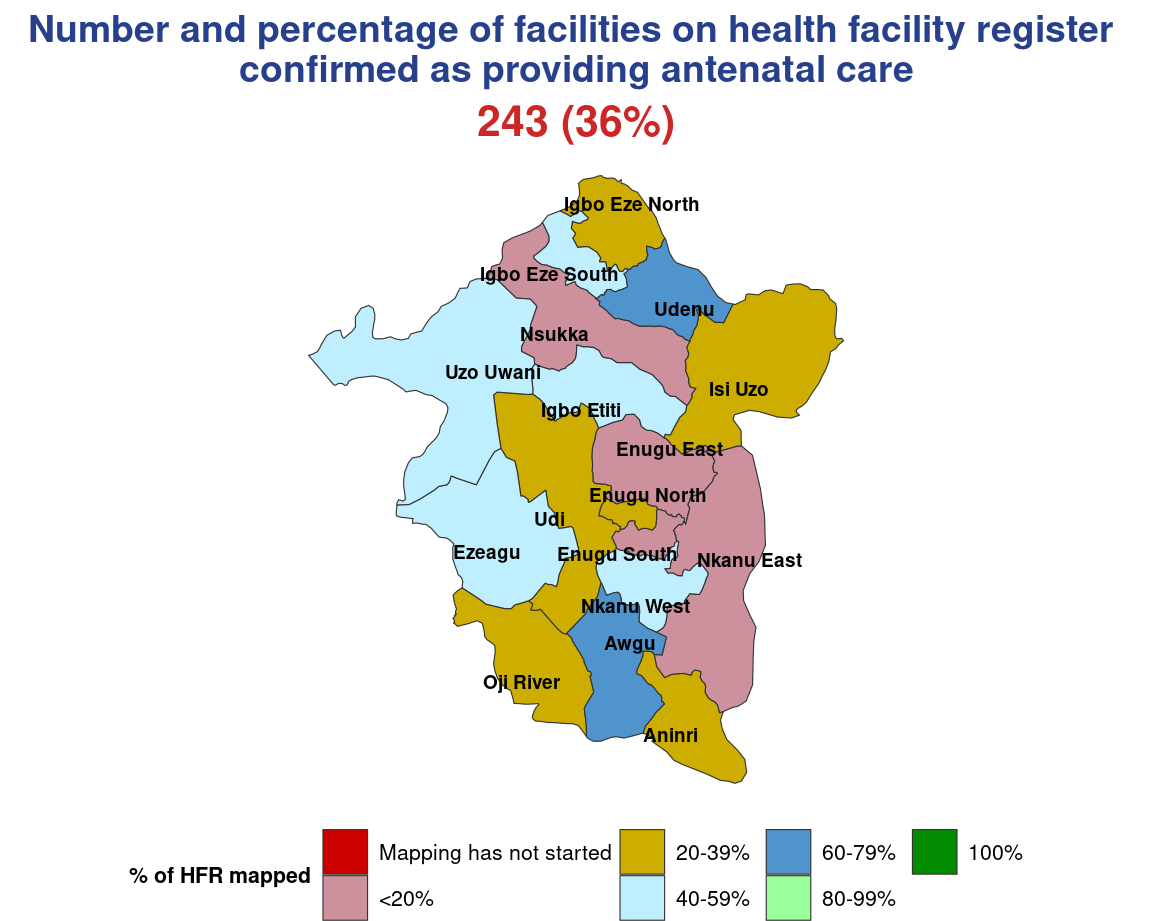 Number and percentage of facilities on health facility register
confirmed as providing antenatal care
243 (36%)
Igbo Eze North
Igbo Eze South
Udenu
Nsukka
Uzo Uwani
Isi Uzo
Igbo Etiti
Enugu East
Enugu North
Udi
Ezeagu
Enugu South
Nkanu East
Nkanu West
Awgu
Oji River
Aninri
% of HFR mapped
Mapping has not started
<20%
20-39%
40-59%
60-79%
80-99%
100%